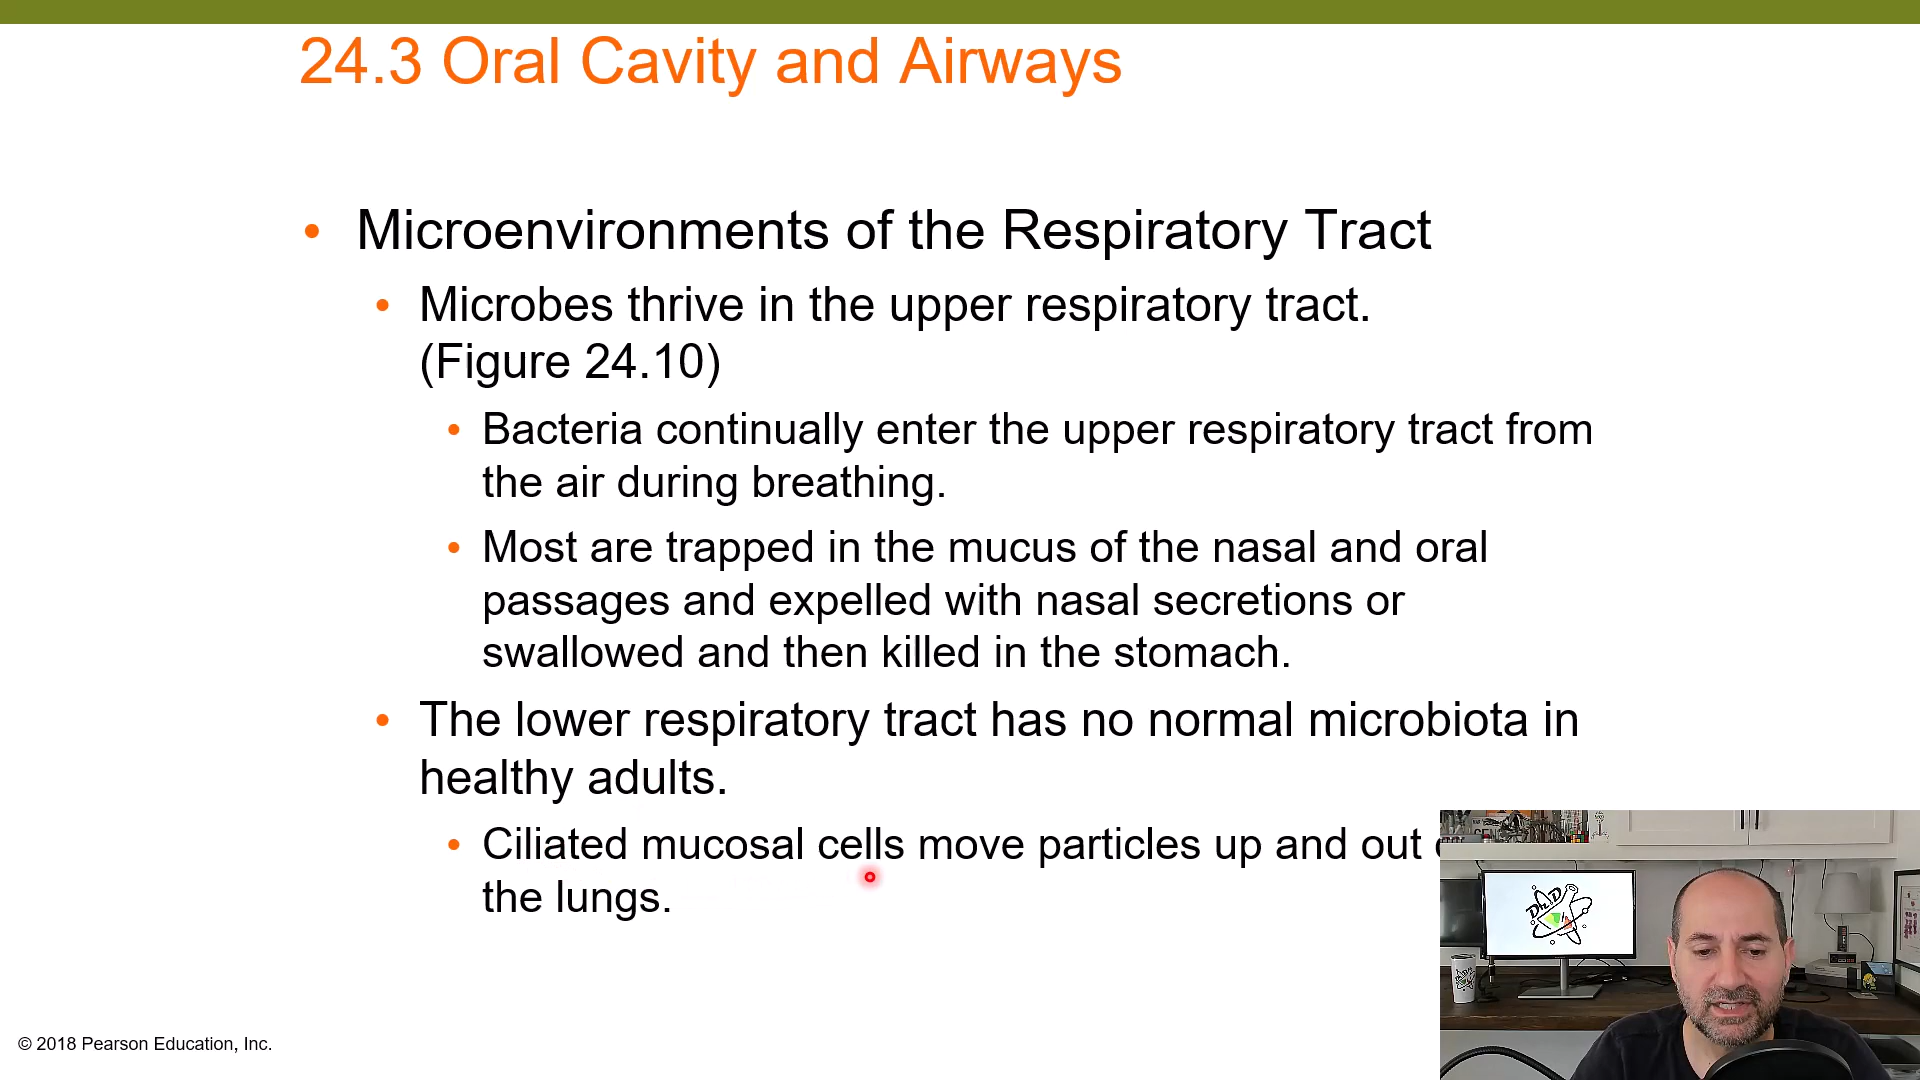 24.3 Oral Cavity and Airways
• Microenvironments of the Respiratory Tract
• Microbes thrive in the upper respiratory tract.
(Figure 24.10)
• Bacteria continually enter the upper respiratory tract from
the air during breathing.
• Most are trapped in the mucus of the nasal and oral
passages and expelled with nasal secretions or
swallowed and then killed in the stomach.
• The lower respiratory tract has no normal microbiota in
healthy adults.
• Ciliated mucosal cells move particles up and out
the lungs.
© 2018 Pearson Education, Inc.